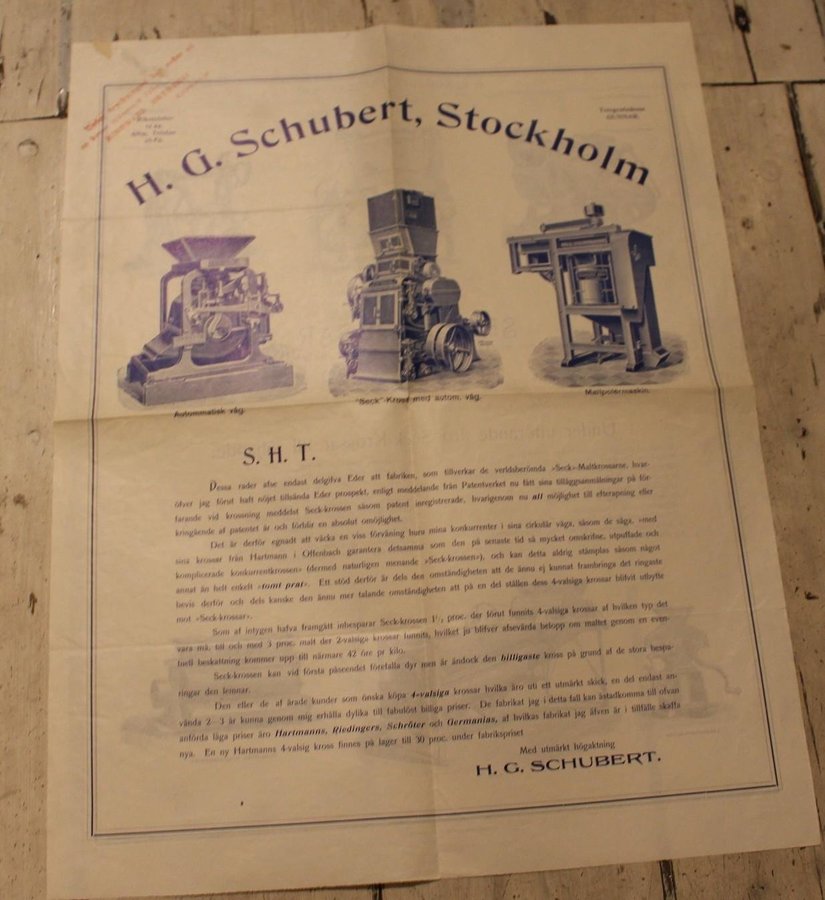 H. G. Schubert, Stockholm
Automatisk våg.
"Seck"-Kross med autom. våg.
Maltpolermaskin.
S. H. T.
Dessa rader afse endast delgifva Eder att fabriken, som tillverkar de verldsberömda »Seck»-Maltkrossarne, hvar-
öfver jag förut haft nöjet tillsända Eder prospekt, enligt meddelande från Patentverket nu fått sina tilläggsanmälningar på för-
farande vid krossning meddelst Seck-krossen såsom patent inregistrerade, hvarigenom nu all möjlighet till efterapning eller
kringående af patentet är och förblir en absolut omöjlighet.
Det är derför egnadt att väcka en viss förvåning huru mina konkurrenter i sina cirkulär våga, såsom de säga, »med
sina krossar från Hartmann i Offenbach garantera detsamma som den på senaste tid så mycket omskrifne, utpuffade och
komplicerade konkurrentkrossen» (dermed naturligen menande »Seck-krossen»), och kan detta aldrig stämplas såsom något
annat än helt enkelt »tomt prat». Ett stöd derför är dels den omständigheten att de ännu ej kunnat frambringa det ringaste
bevis derför och dels kanske den ännu mer talande omständigheten att på en del ställen dess 4-valsiga krossar blifvit utbytte
mot »Seck-krossar».
Som af intygen hafva framgått inbesparar Seck-krossen 1½ proc. der förut funnits 4-valsiga krossar af hvilken typ det
vara må, till och med 3 proc. malt der 2-valsiga krossar funnits, hvilket ju blifver afsevärda belopp om maltet genom en even-
tuell beskattning kommer upp till närmare 42 öre pr kilo.
Seck-krossen kan vid första påseendet förefalla dyr men är ändock den billigaste kross på grund af de stora bespa-
ringar den lemnar.
Den eller de af ärade kunder som önska köpa 4-valsiga krossar hvilka äro uti ett utmärkt skick, en del endast an-
vända 2—3 år kunna genom mig erhålla dylika till fabulöst billiga priser. De fabrikat jag i detta fall kan åstadkomma till ofvan
anförda låga priser äro Hartmanns, Riedingers, Schröter och Germanias, af hvilkas fabrikat jag äfven är i tillfälle skaffa
nya. En ny Hartmanns 4-valsig kross finnes på lager till 30 proc. under fabrikspriset
Med utmärkt högaktning
H. G. SCHUBERT.